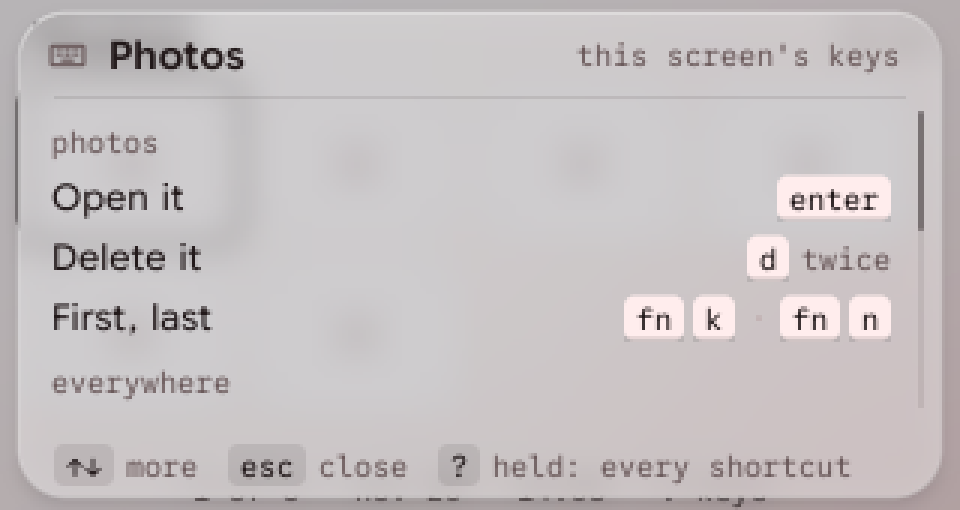 Photos this screen's keys
photos
Open it enter
Delete it d twice
First, last fn k · fn n
everywhere
↑↓ more esc close ? held: every shortcut